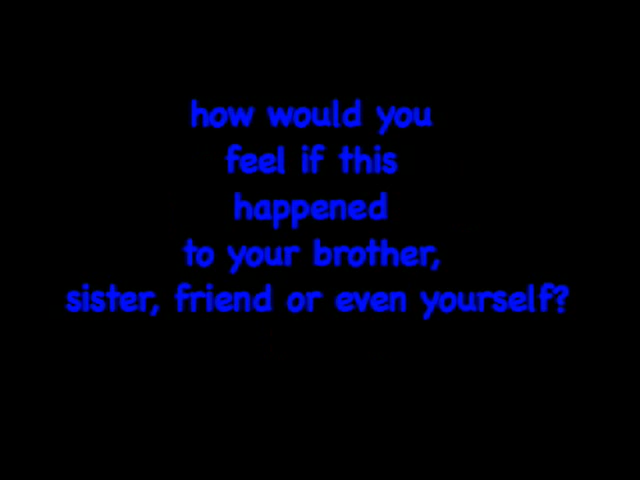 how would you
feel if this
happened
to your brother,
sister, friend or even yourself?